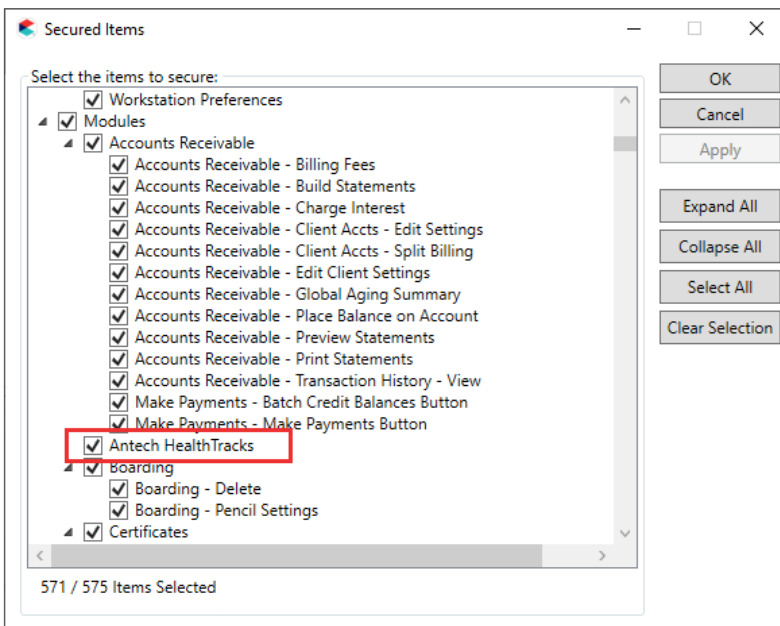 Secured Items
Select the items to secure:
Workstation Preferences
Modules
Accounts Receivable
Accounts Receivable - Billing Fees
Accounts Receivable - Build Statements
Accounts Receivable - Charge Interest
Accounts Receivable - Client Accts - Edit Settings
Accounts Receivable - Client Accts - Split Billing
Accounts Receivable - Edit Client Settings
Accounts Receivable - Global Aging Summary
Accounts Receivable - Place Balance on Account
Accounts Receivable - Preview Statements
Accounts Receivable - Print Statements
Accounts Receivable - Transaction History - View
Make Payments - Batch Credit Balances Button
Make Payments - Make Payments Button
Antech HealthTracks
Boarding
Boarding - Delete
Boarding - Pencil Settings
Certificates
571 / 575 Items Selected
OK
Cancel
Apply
Expand All
Collapse All
Select All
Clear Selection